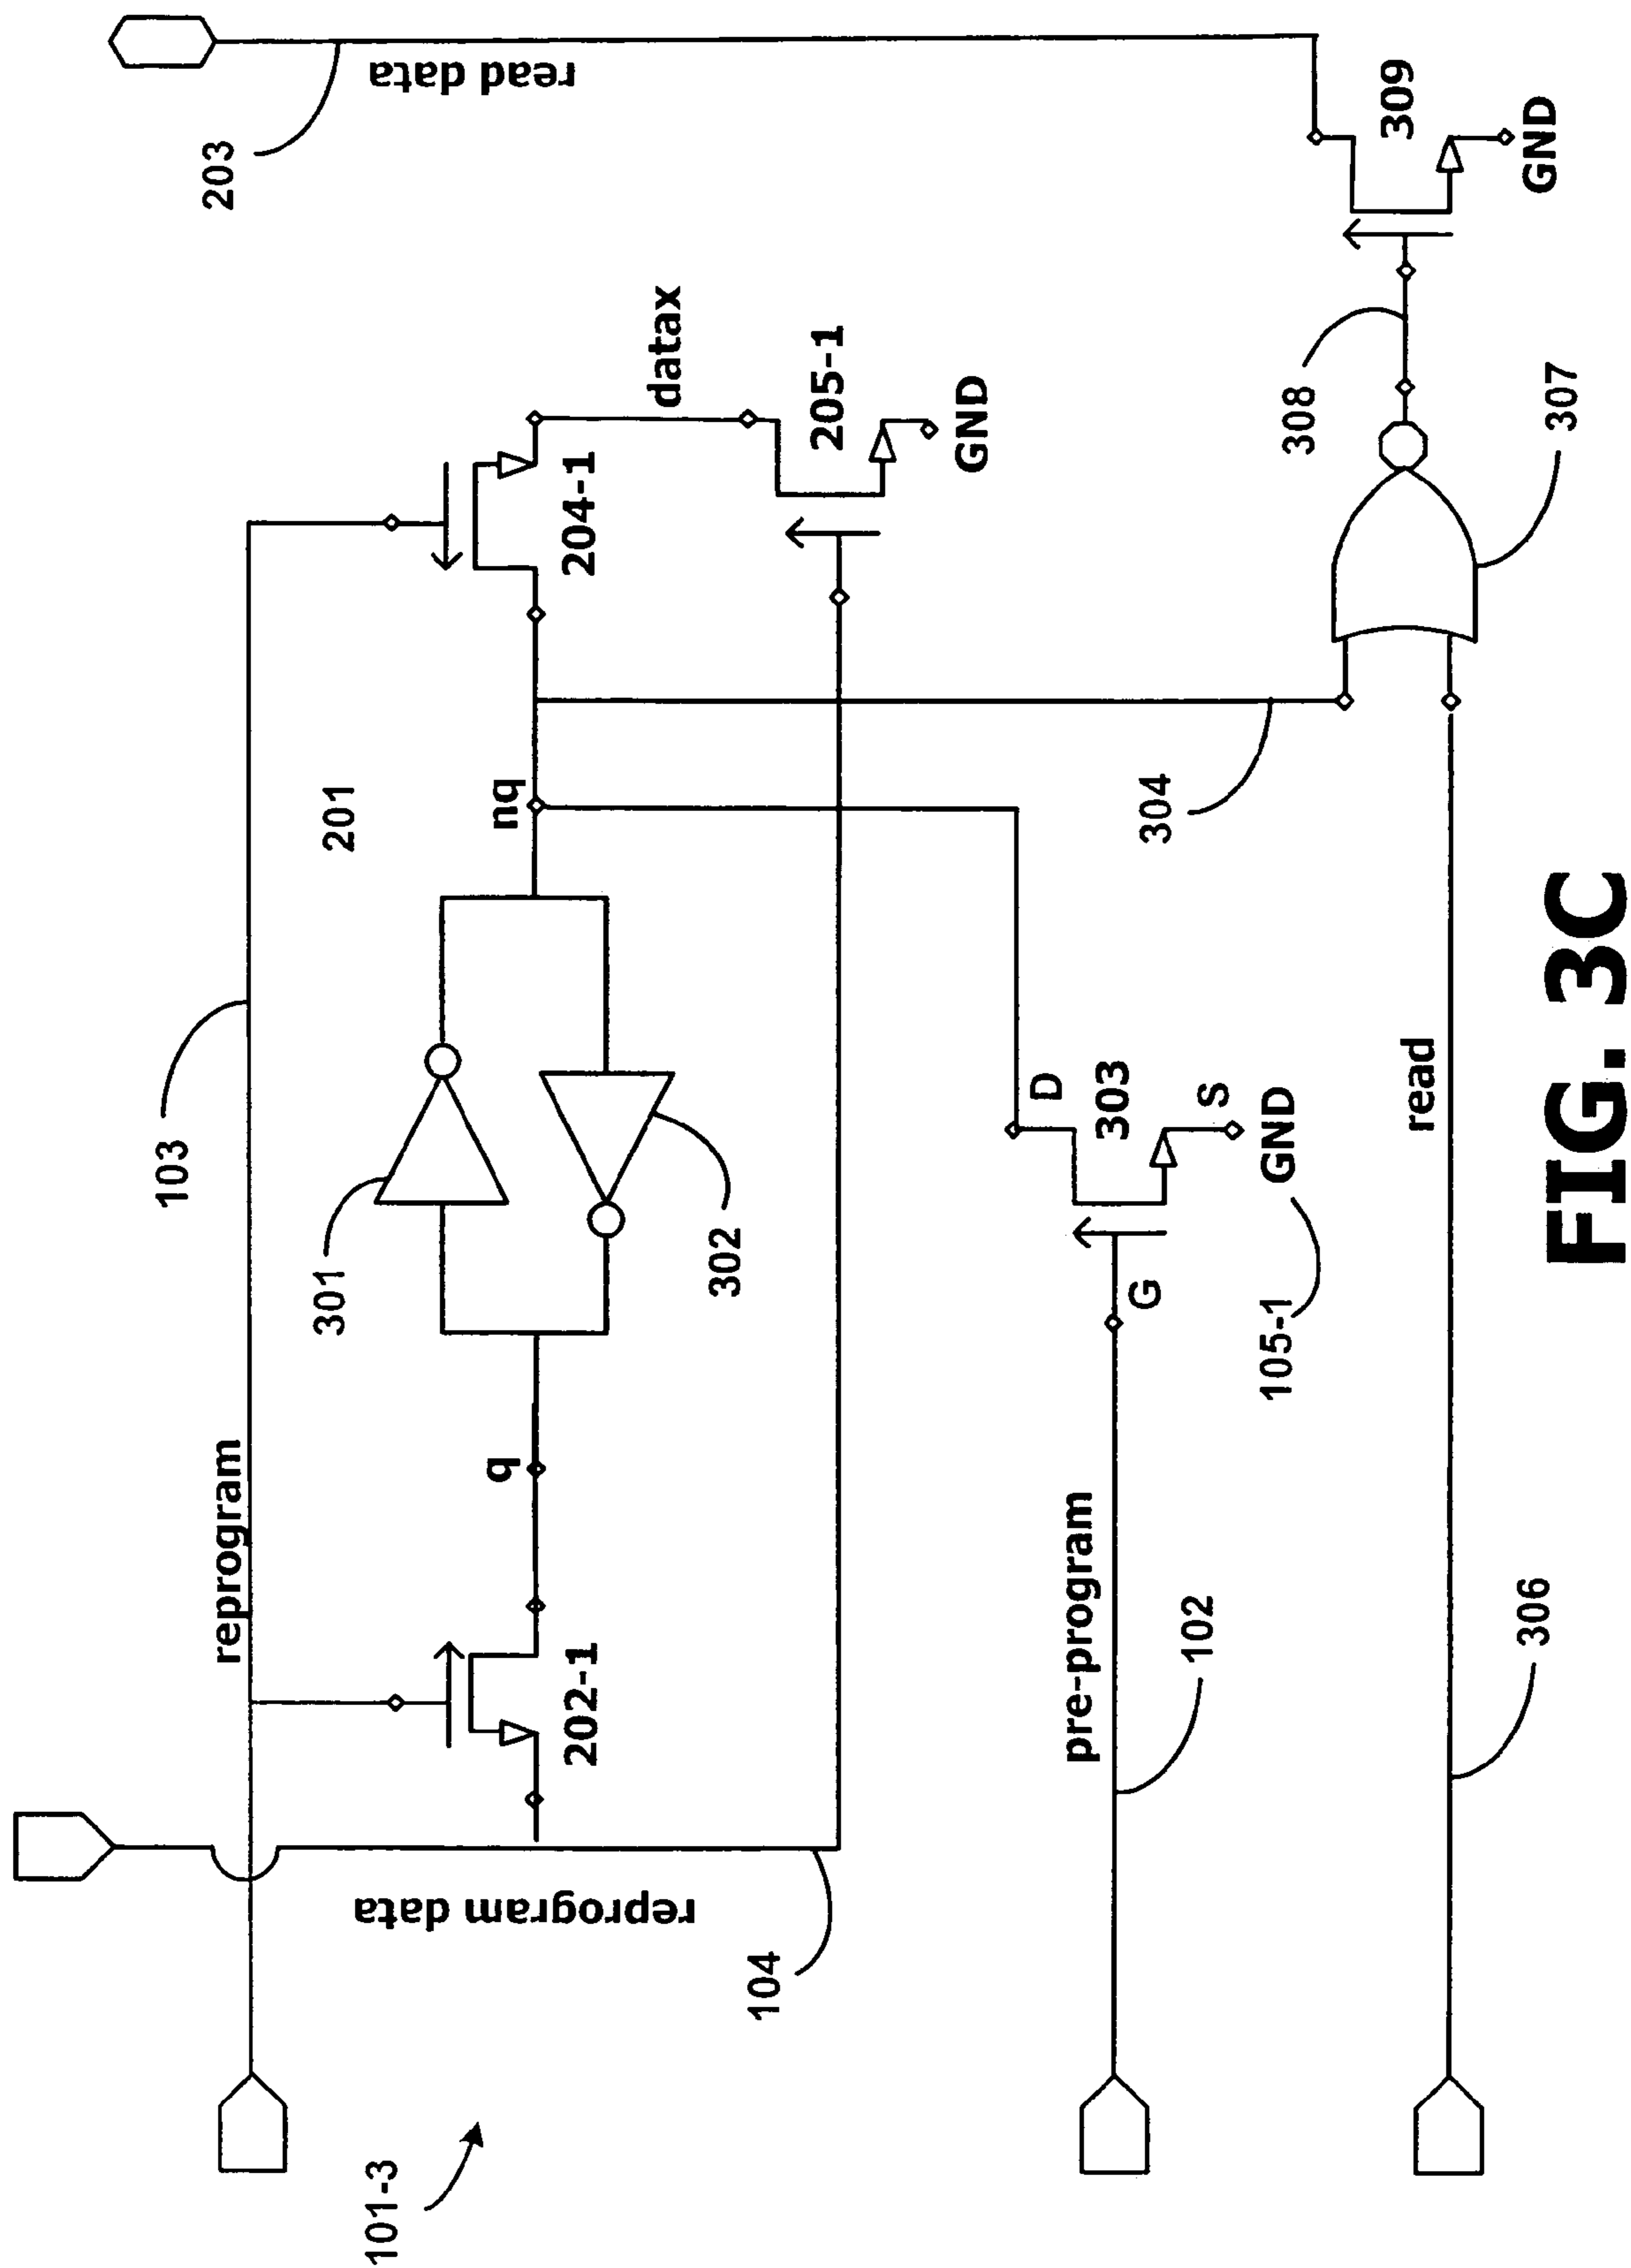 203
read data
reprogram
103
201
301
302
q
nq
202-1
204-1
datax
205-1
GND
reprogram data
104
101-3
pre-program
102
G
D
303
S
GND
105-1
304
read
306
307
308
309
GND
FIG. 3C